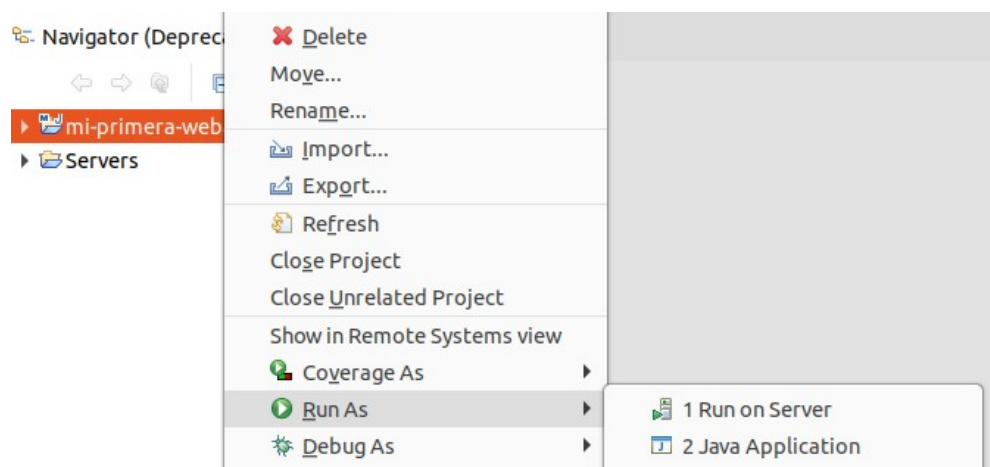 Navigator (Depreca
mi-primera-web
Servers
Delete
Move...
Rename...
Import...
Export...
Refresh
Close Project
Close Unrelated Project
Show in Remote Systems view
Coverage As
Run As
Debug As
1 Run on Server
2 Java Application